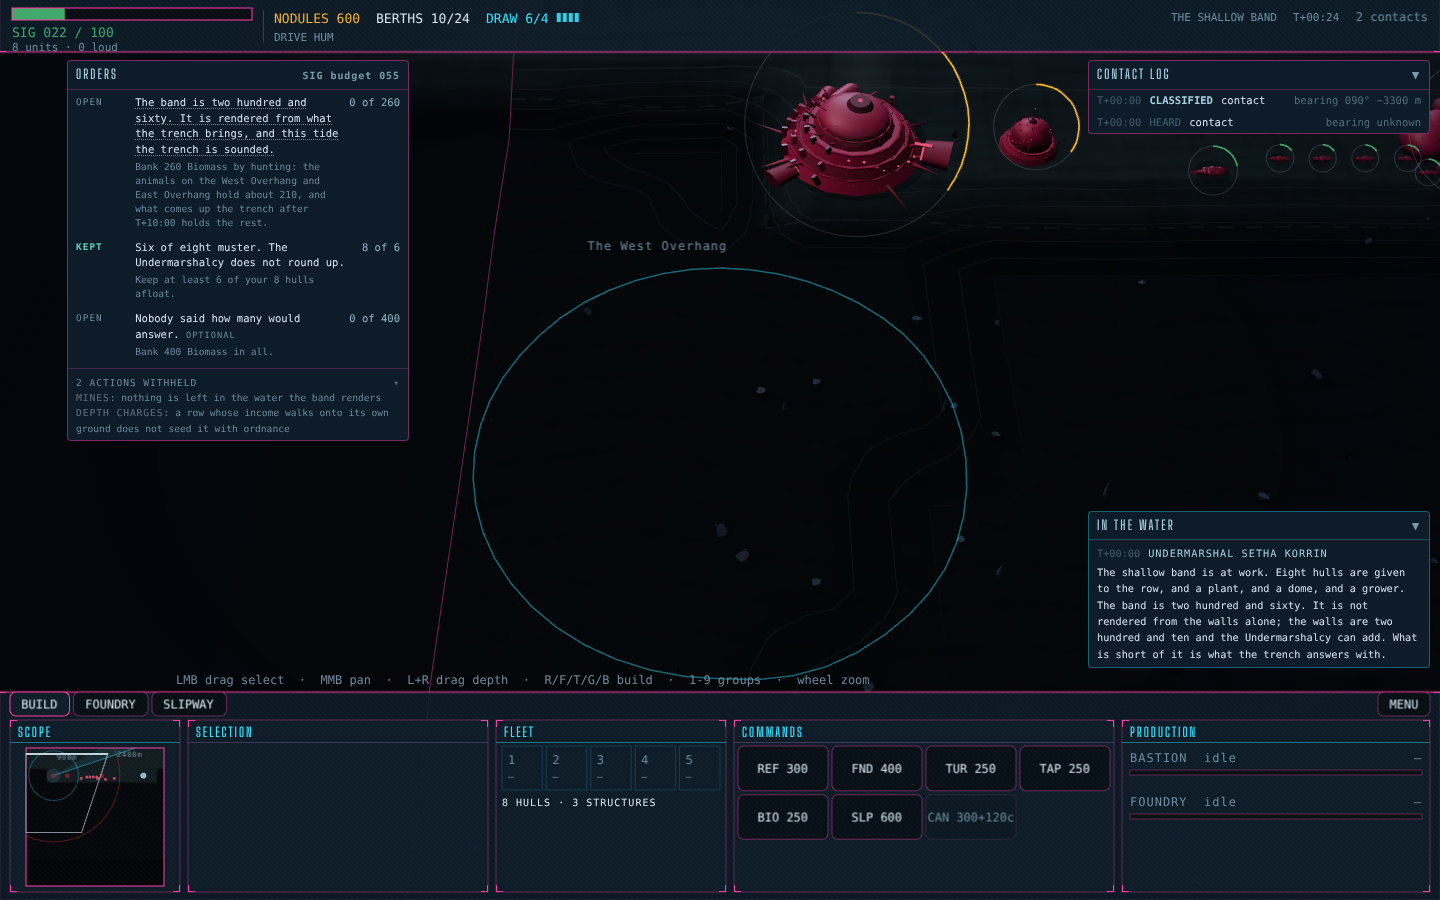 SIG 022 / 100
8 units · 0 loud
NODULES 600 BERTHS 10/24 DRAW 6/4
DRIVE HUM
THE SHALLOW BAND T+00:24 2 contacts
ORDERS SIG budget 055
OPEN The band is two hundred and 0 of 260
sixty. It is rendered from what
the trench brings, and this tide
the trench is sounded.
Bank 260 Biomass by hunting: the
animals on the West Overhang and
East Overhang hold about 210, and
what comes up the trench after
T+10:00 holds the rest.
KEPT Six of eight muster. The 8 of 6
Undermarshalcy does not round up.
Keep at least 6 of your 8 hulls
afloat.
OPEN Nobody said how many would 0 of 400
answer. OPTIONAL
Bank 400 Biomass in all.
2 ACTIONS WITHHELD
MINES: nothing is left in the water the band renders
DEPTH CHARGES: a row whose income walks onto its own
ground does not seed it with ordnance
CONTACT LOG
T+00:00 CLASSIFIED contact bearing 090° ~3300 m
T+00:00 HEARD contact bearing unknown
The West Overhang
IN THE WATER
T+00:00 UNDERMARSHAL SETHA KORRIN
The shallow band is at work. Eight hulls are given
to the row, and a plant, and a dome, and a grower.
The band is two hundred and sixty. It is not
rendered from the walls alone; the walls are two
hundred and ten and the Undermarshalcy can add. What
is short of it is what the trench answers with.
LMB drag select · MMB pan · L+R drag depth · R/F/T/G/B build · 1-9 groups · wheel zoom
BUILD FOUNDRY SLIPWAY MENU
SCOPE
2400m
SELECTION
FLEET
1 2 3 4 5
– – – – –
8 HULLS · 3 STRUCTURES
COMMANDS
REF 300 FND 400 TUR 250 TAP 250
BIO 250 SLP 600 CAN 300+120c
PRODUCTION
BASTION idle –
FOUNDRY idle –